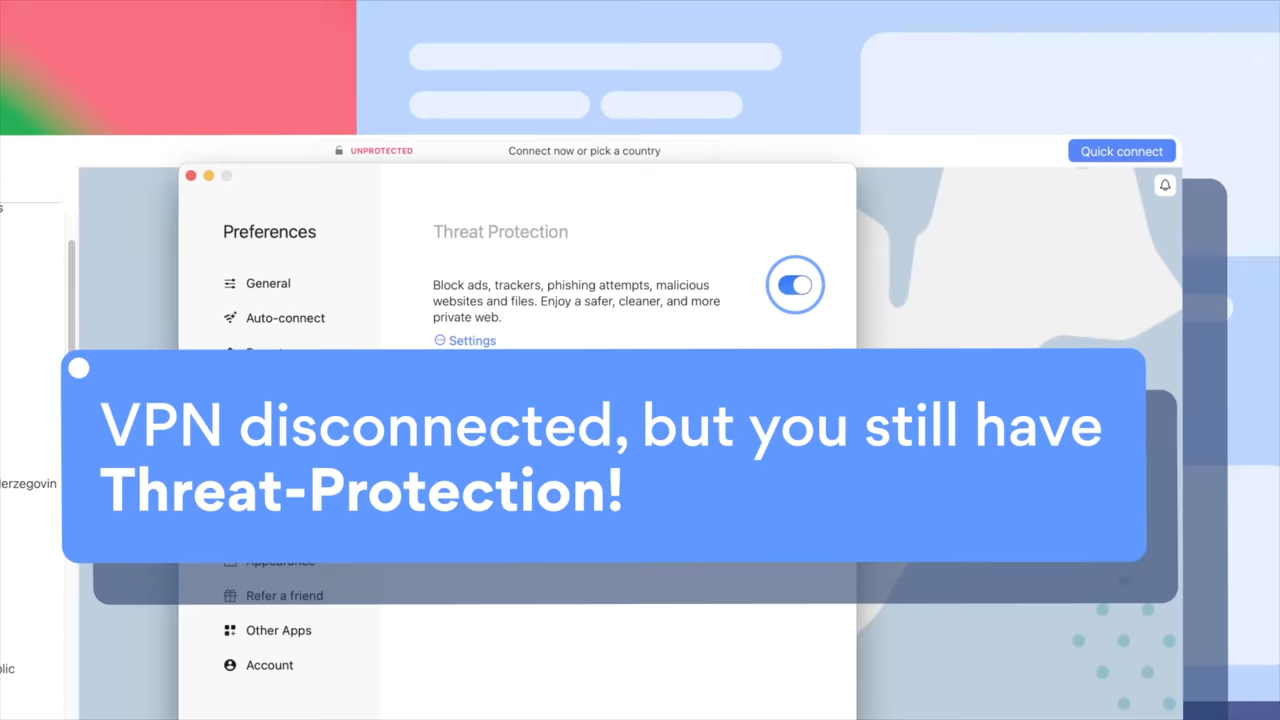 UNPROTECTED
Connect now or pick a country
Quick connect
Preferences
Threat Protection
General
Block ads, trackers, phishing attempts, malicious
websites and files. Enjoy a safer, cleaner, and more
private web.
Auto-connect
Settings
VPN disconnected, but you still have
Threat-Protection!
erzegovin
Appearance
Refer a friend
Other Apps
Account